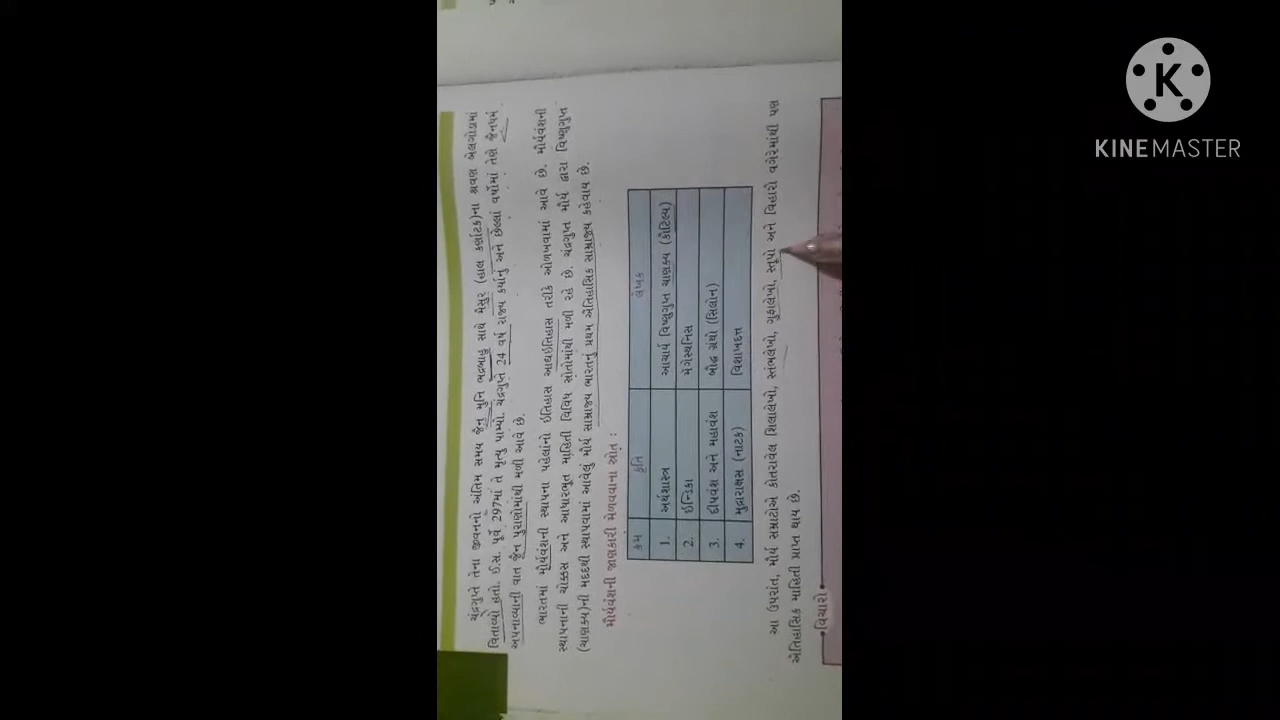 ચંદ્રગુપ્તે તેના જીવનનો અંતિમ સમય જૈન મુનિ ભદ્રબાહુ સાથે મૈસુર (હાલ કર્ણાટક)ના શ્રવણ બેલગોડામાં
વિતાવ્યો હતો. ઈ.સ. પૂર્વે 297માં તે મૃત્યુ પામ્યો. ચંદ્રગુપ્તે 24 વર્ષ રાજ્ય કર્યાનું અને છેલ્લાં વર્ષોમાં તેણે જૈનધર્મ
અપનાવ્યાની વાત જૈન પુરાણોમાંથી મળી આવે છે.
ભારતમાં મૌર્યવંશની સ્થાપના પહેલાંનો ઈતિહાસ આદ્યઇતિહાસ તરીકે ઓળખવામાં આવે છે. મૌર્યવંશની
સ્થાપનાની ચોક્કસ અને આધારભૂત માહિતી વિવિધ સ્રોતોમાંથી મળી રહે છે. ચંદ્રગુપ્ત મૌર્ય દ્વારા વિષ્ણુગુપ્ત
(ચાણક્ય)ની મદદથી સ્થાપવામાં આવેલું મૌર્ય સામ્રાજ્ય ભારતનું પ્રથમ ઐતિહાસિક સામ્રાજ્ય કહેવાય છે.
મૌર્યવંશની જાણકારી મેળવવાના સ્રોત :
ક્રમ કૃતિ લેખક
1. અર્થશાસ્ત્ર આચાર્ય વિષ્ણુગુપ્ત ચાણક્ય (કૌટિલ્ય)
2. ઈન્ડિકા મેગેસ્થનિસ
3. દીપવંશ અને મહાવંશ બૌદ્ધ ગ્રંથો (સિલોન)
4. મુદ્રારાક્ષસ (નાટક) વિશાખદત્ત
આ ઉપરાંત, મૌર્ય સમ્રાટોએ કોતરાવેલ શિલાલેખો, સ્તંભલેખો, ગુફાલેખો, સ્તૂપો અને વિહારો વગેરેમાંથી પણ
ઐતિહાસિક માહિતી પ્રાપ્ત થાય છે.
વિચારો
KINEMASTER